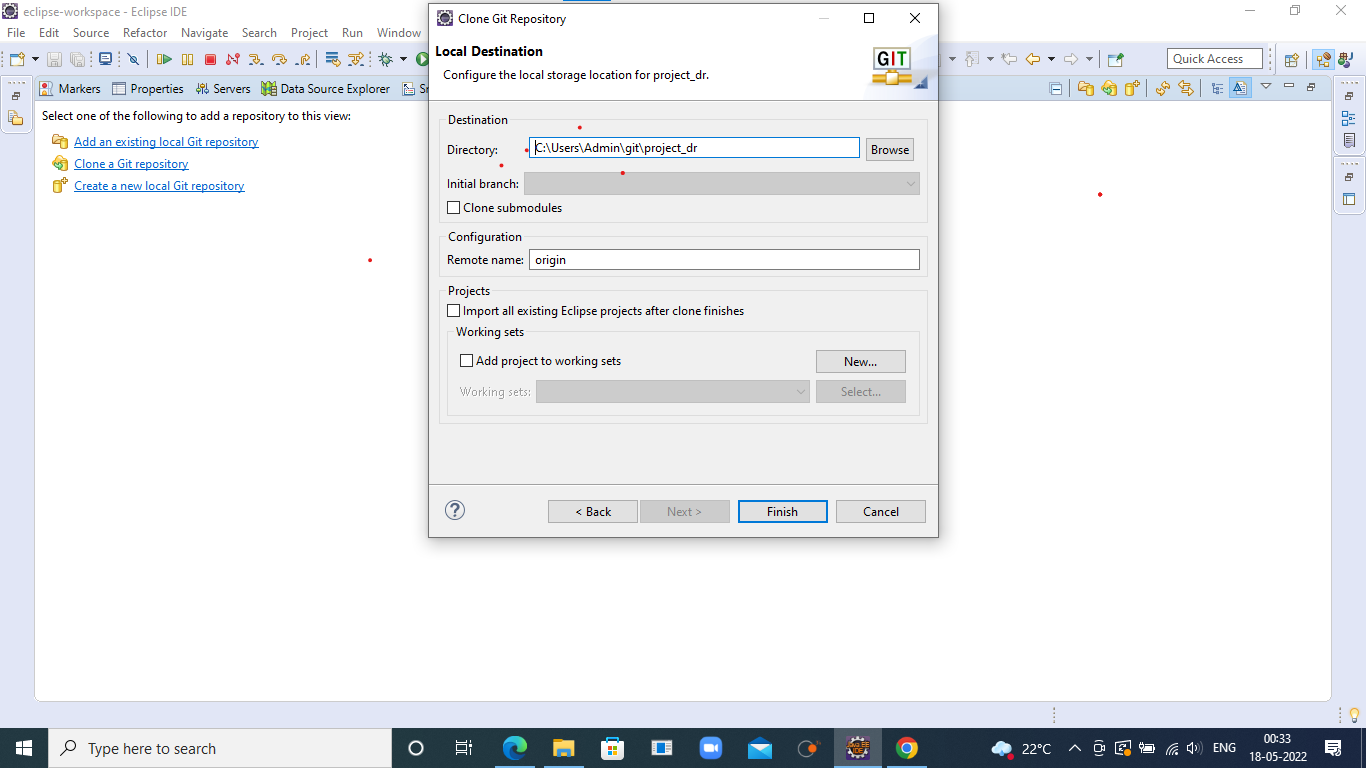 eclipse-workspace - Eclipse IDE
File Edit Source Refactor Navigate Search Project Run Window
Quick Access
Markers Properties Servers Data Source Explorer
Select one of the following to add a repository to this view:
Add an existing local Git repository
Clone a Git repository
Create a new local Git repository
Clone Git Repository
Local Destination
Configure the local storage location for project_dr.
GIT
Destination
Directory: C:\Users\Admin\git\project_dr Browse
Initial branch:
Clone submodules
Configuration
Remote name: origin
Projects
Import all existing Eclipse projects after clone finishes
Working sets
Add project to working sets New...
Working sets: Select...
? < Back Next > Finish Cancel
Type here to search
22°C ENG
00:33
18-05-2022